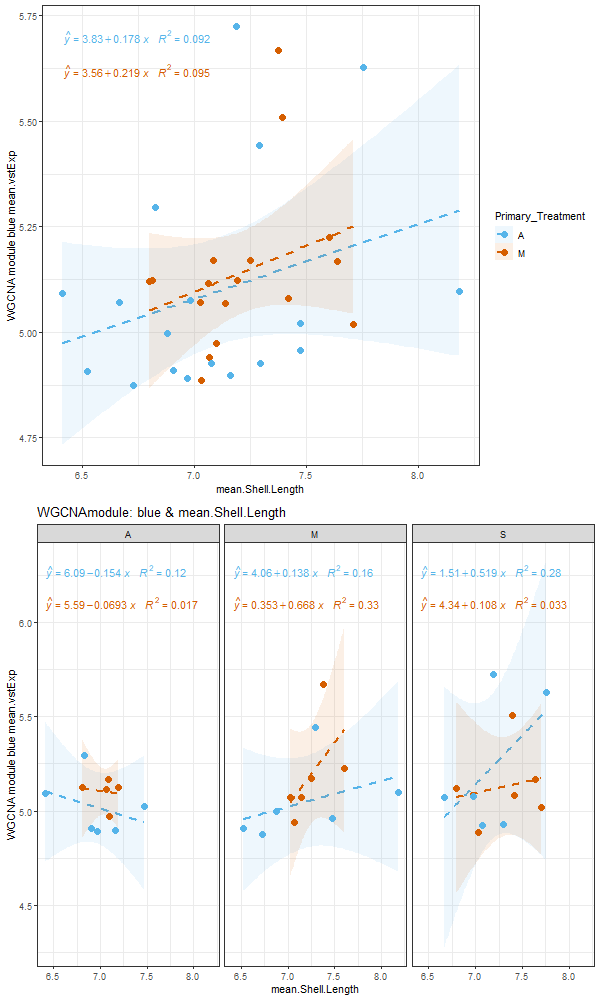 5.75
5.50
5.25
5.00
4.75
WGCNA module blue mean.vstExp
ŷ = 3.83 + 0.178 x R² = 0.092
ŷ = 3.56 + 0.219 x R² = 0.095
6.5 7.0 7.5 8.0
mean.Shell.Length
Primary_Treatment
A
M
WGCNAmodule: blue & mean.Shell.Length
A M S
ŷ = 6.09 − 0.154 x R² = 0.12 ŷ = 4.06 + 0.138 x R² = 0.16 ŷ = 1.51 + 0.519 x R² = 0.28
ŷ = 5.59 − 0.0693 x R² = 0.017 ŷ = 0.353 + 0.668 x R² = 0.33 ŷ = 4.34 + 0.108 x R² = 0.033
6.0
5.5
5.0
4.5
WGCNA module blue mean.vstExp
6.5 7.0 7.5 8.0 6.5 7.0 7.5 8.0 6.5 7.0 7.5 8.0
mean.Shell.Length